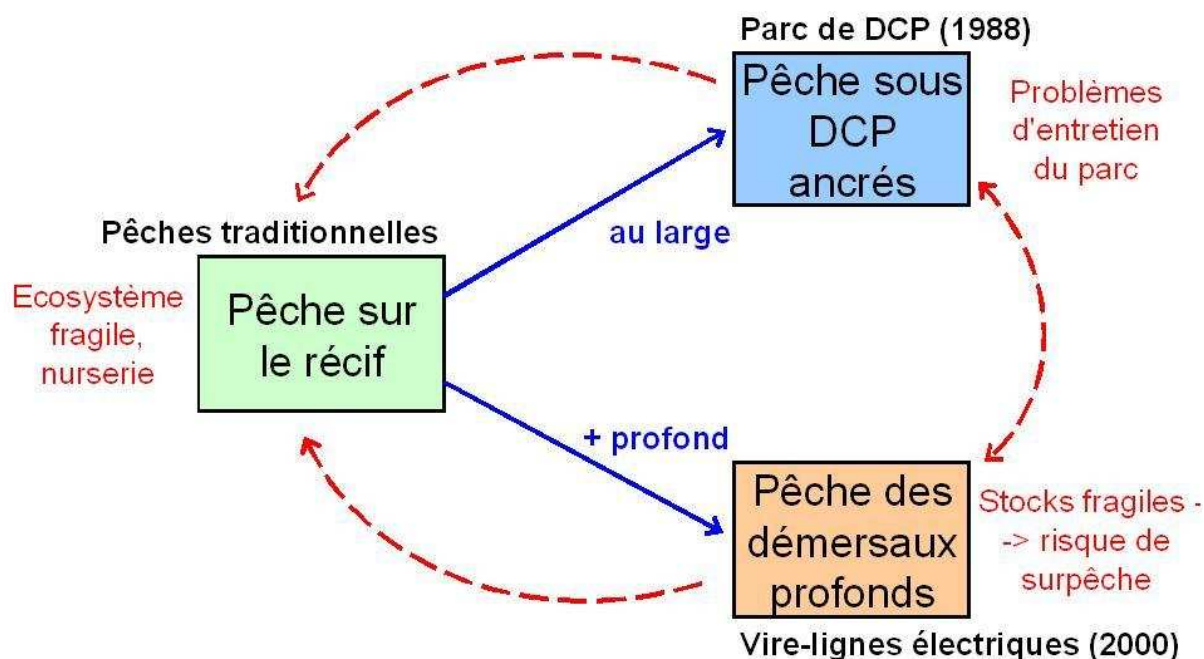 Parc de DCP (1988)
Pêche sous
DCP
ancrés
Problèmes
d'entretien
du parc
au large
Pêches traditionnelles
Ecosystème
fragile,
nurserie
Pêche sur
le récif
+ profond
Pêche des
démersaux
profonds
Stocks fragiles -
-> risque de
surpêche
Vire-lignes électriques (2000)